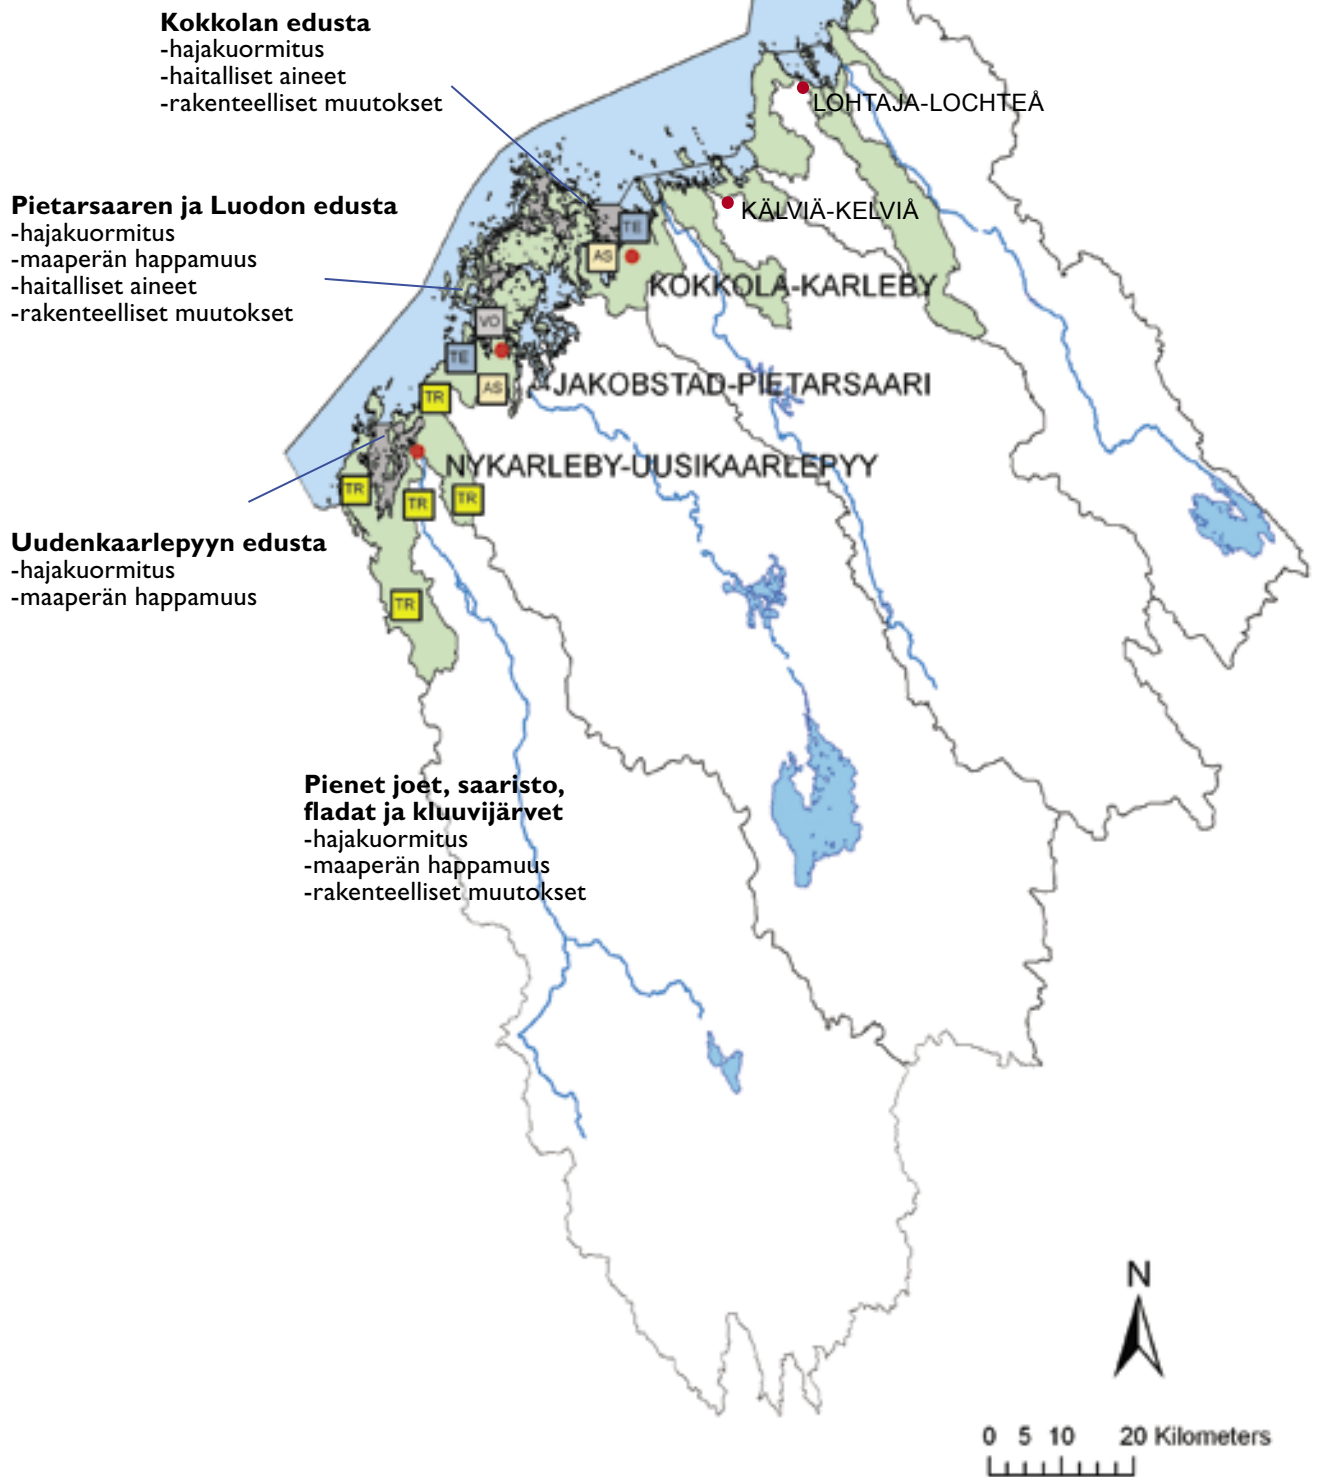 Kokkolan edusta
-hajakuormitus
-haitalliset aineet
-rakenteelliset muutokset
LOHTAJA-LOCHTEÅ
Pietarsaaren ja Luodon edusta
-hajakuormitus
-maaperän happamuus
-haitalliset aineet
-rakenteelliset muutokset
KÄLVIÄ-KELVIÅ
TE
AS
KOKKOLA-KARLEBY
VO
TE
JAKOBSTAD-PIETARSAARI
AS
TR
NYKARLEBY-UUSIKAARLEPYY
TR
TR
TR
Uudenkaarlepyyn edusta
-hajakuormitus
-maaperän happamuus
TR
Pienet joet, saaristo,
fladat ja kluuvijärvet
-hajakuormitus
-maaperän happamuus
-rakenteelliset muutokset
N
0 5 10 20 Kilometers